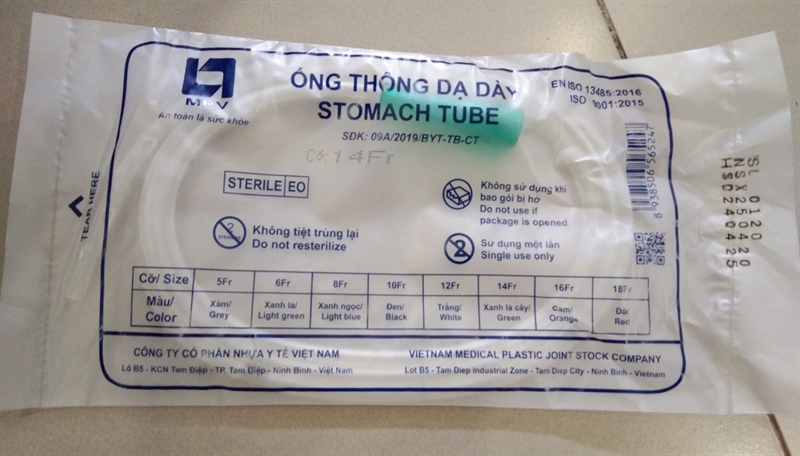 MPV
An toàn là sức khỏe
ỐNG THÔNG DẠ DÀY
STOMACH TUBE
SĐK: 09A/2019/BYT-TB-CT
Cỡ: 14Fr
EN ISO 13485:2016
ISO 9001:2015
TEAR HERE
STERILE EO
Không tiệt trùng lại
Do not resterilize
Không sử dụng khi
bao gói bị hở
Do not use if
package is opened
Sử dụng một lần
Single use only
8 938506 565247
SL 0120
NSX250420
HSD240425
Cỡ/ Size 5Fr 6Fr 8Fr 10Fr 12Fr 14Fr 16Fr 18Fr
Màu/ Xám/ Xanh lá/ Xanh ngọc/ Đen/ Trắng/ Xanh lá cây/ Cam/ Đỏ/
Color Grey Light green Light blue Black White Green Orange Red
CÔNG TY CỔ PHẦN NHỰA Y TẾ VIỆT NAM
Lô B5 - KCN Tam Điệp - TP. Tam Điệp - Ninh Bình - Việt Nam
VIETNAM MEDICAL PLASTIC JOINT STOCK COMPANY
Lot B5 - Tam Diep Industrial Zone - Tam Diep City - Ninh Binh - Vietnam